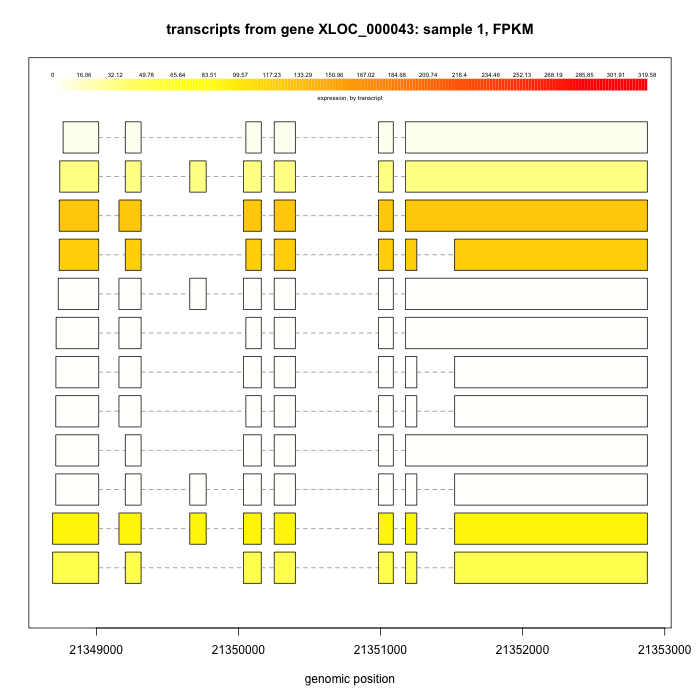 transcripts from gene XLOC_000043: sample 1, FPKM
0 16.06 32.12 49.78 65.84 83.51 99.57 117.23 133.29 150.96 167.02 184.68 200.74 218.4 234.46 252.13 268.19 285.85 301.91 319.58
expression, by transcript
21349000 21350000 21351000 21352000 21353000
genomic position